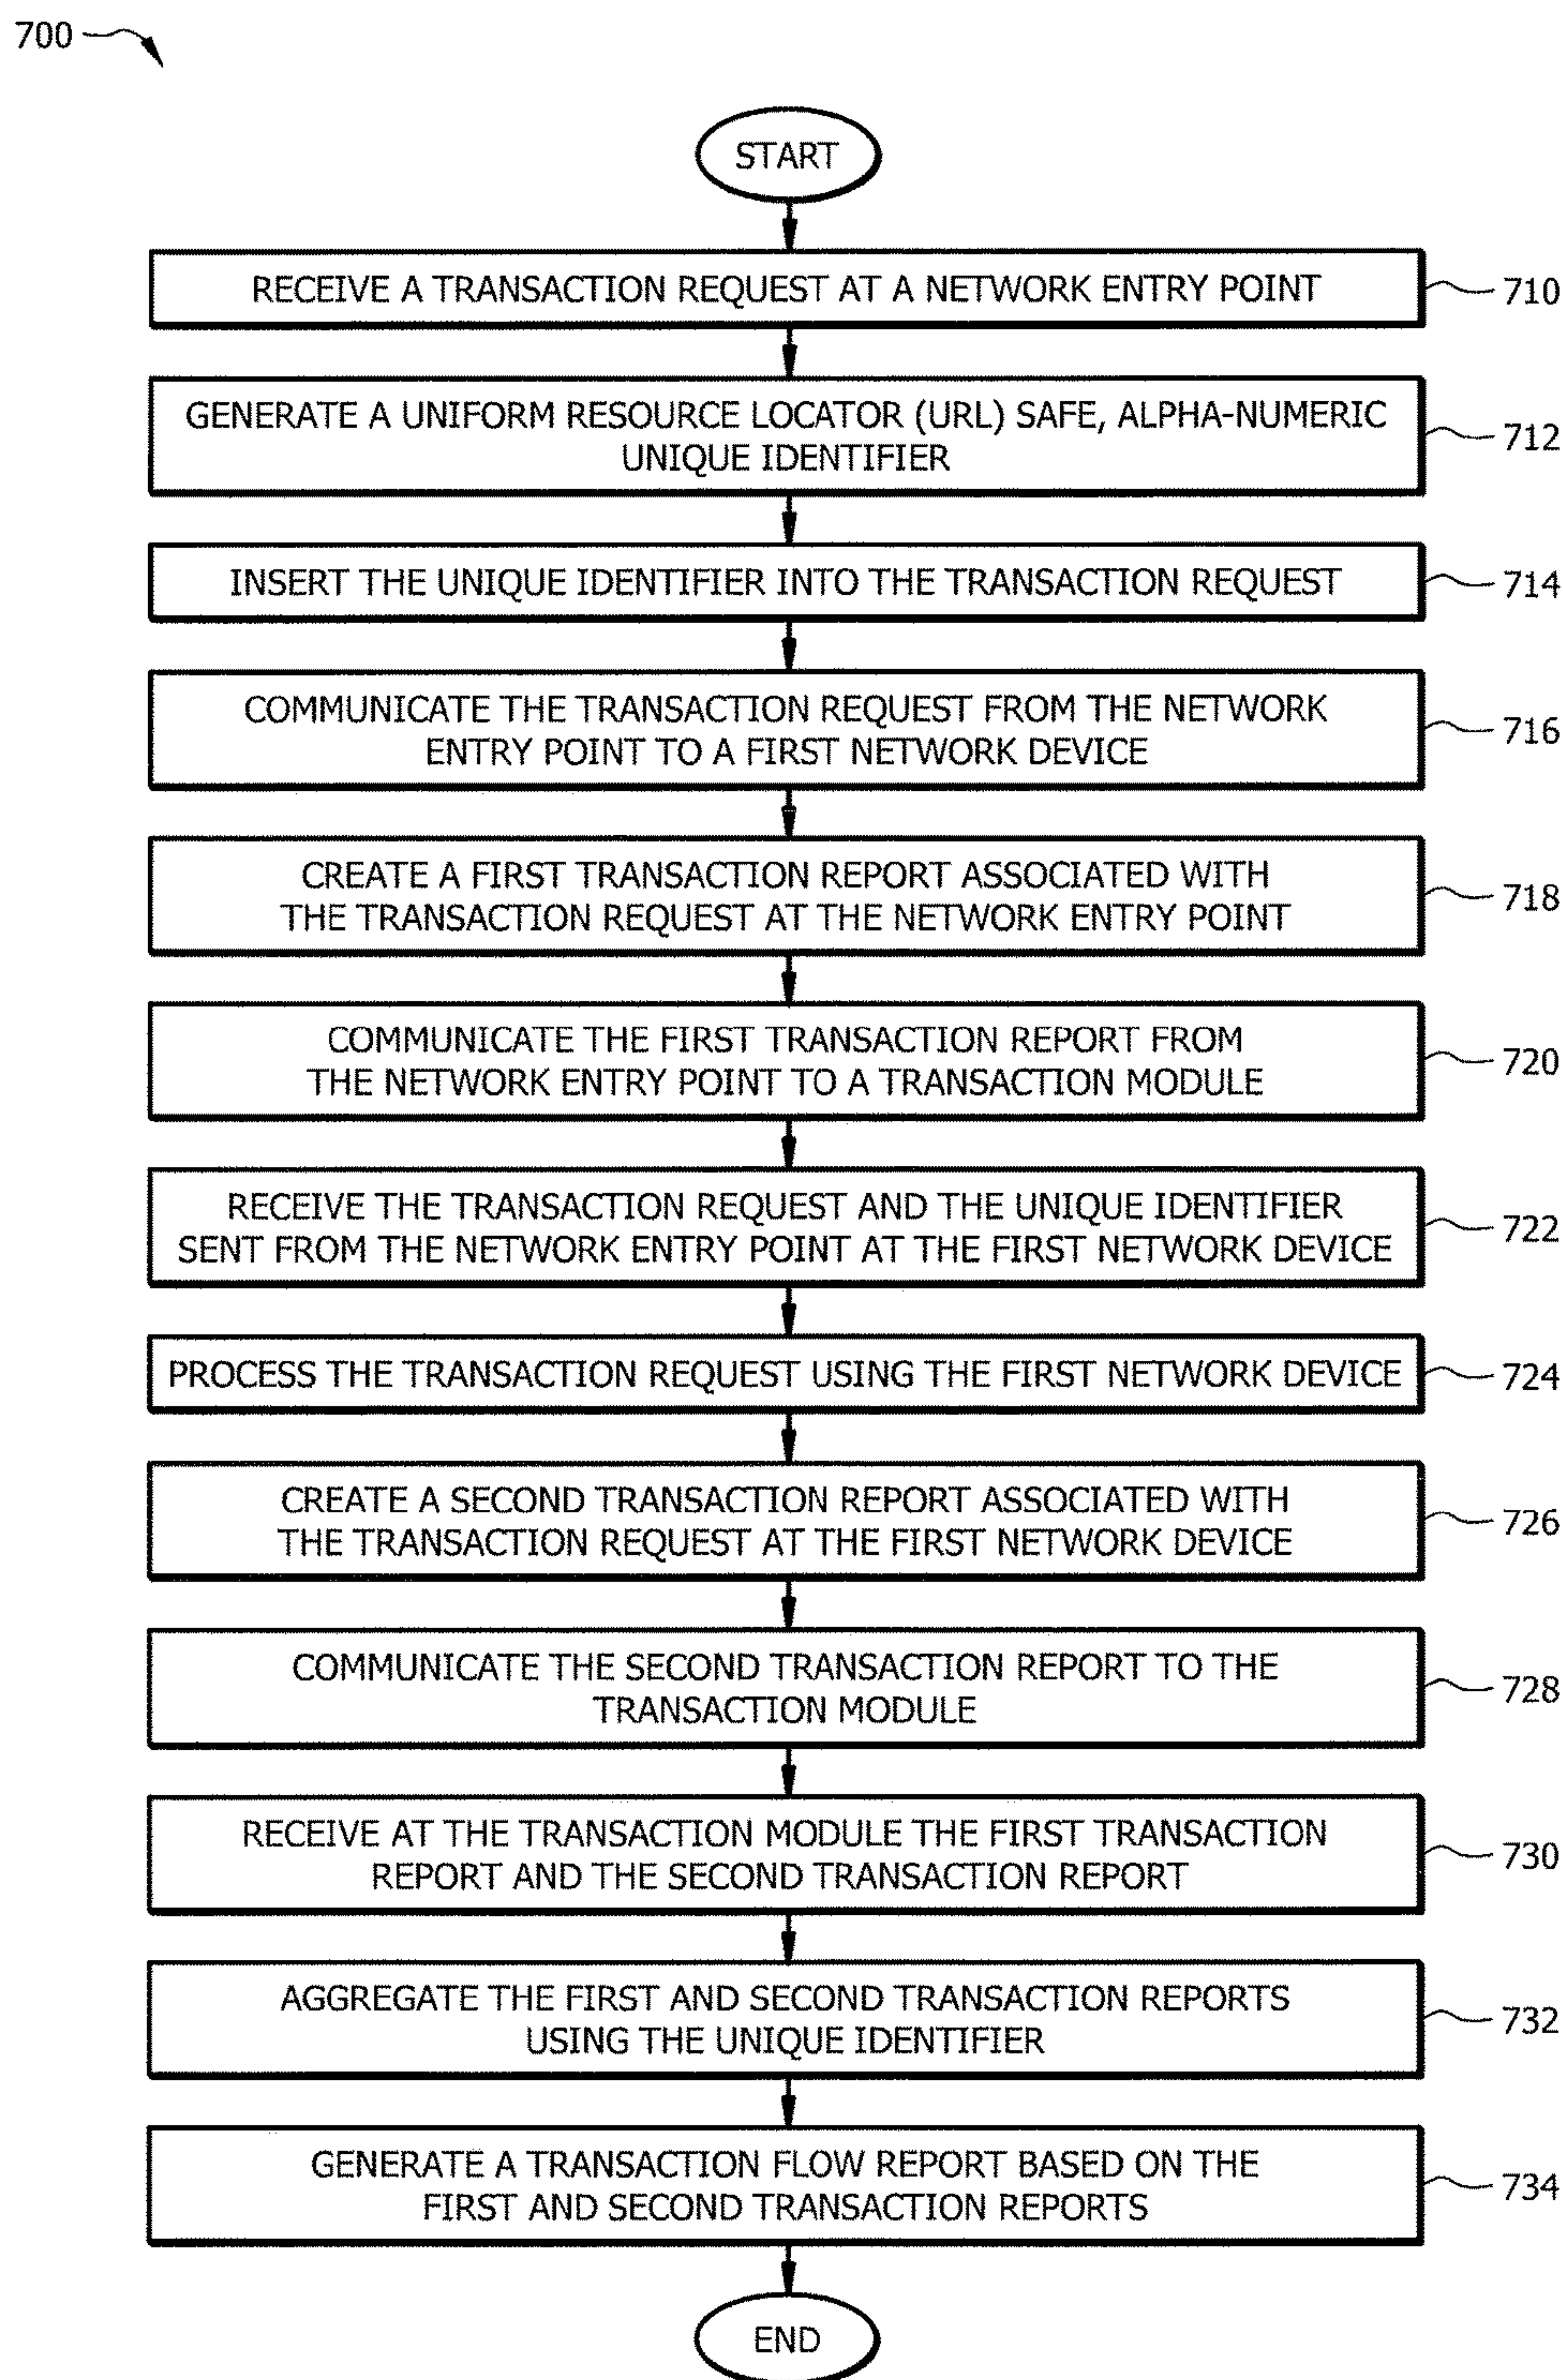 700
START
RECEIVE A TRANSACTION REQUEST AT A NETWORK ENTRY POINT
710
GENERATE A UNIFORM RESOURCE LOCATOR (URL) SAFE, ALPHA-NUMERIC
UNIQUE IDENTIFIER
712
INSERT THE UNIQUE IDENTIFIER INTO THE TRANSACTION REQUEST
714
COMMUNICATE THE TRANSACTION REQUEST FROM THE NETWORK
ENTRY POINT TO A FIRST NETWORK DEVICE
716
CREATE A FIRST TRANSACTION REPORT ASSOCIATED WITH
THE TRANSACTION REQUEST AT THE NETWORK ENTRY POINT
718
COMMUNICATE THE FIRST TRANSACTION REPORT FROM
THE NETWORK ENTRY POINT TO A TRANSACTION MODULE
720
RECEIVE THE TRANSACTION REQUEST AND THE UNIQUE IDENTIFIER
SENT FROM THE NETWORK ENTRY POINT AT THE FIRST NETWORK DEVICE
722
PROCESS THE TRANSACTION REQUEST USING THE FIRST NETWORK DEVICE
724
CREATE A SECOND TRANSACTION REPORT ASSOCIATED WITH
THE TRANSACTION REQUEST AT THE FIRST NETWORK DEVICE
726
COMMUNICATE THE SECOND TRANSACTION REPORT TO THE
TRANSACTION MODULE
728
RECEIVE AT THE TRANSACTION MODULE THE FIRST TRANSACTION
REPORT AND THE SECOND TRANSACTION REPORT
730
AGGREGATE THE FIRST AND SECOND TRANSACTION REPORTS
USING THE UNIQUE IDENTIFIER
732
GENERATE A TRANSACTION FLOW REPORT BASED ON THE
FIRST AND SECOND TRANSACTION REPORTS
734
END